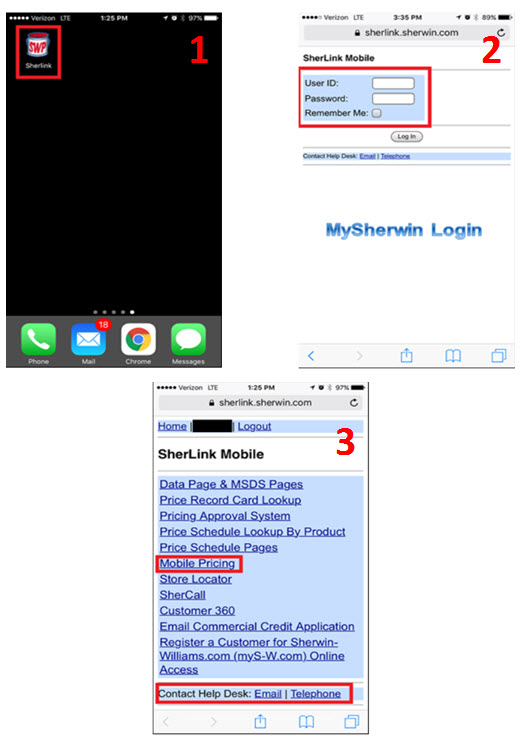 Verizon LTE 1:25 PM 97%
1
SWP
Sherlink
18
Phone Mail Chrome Messages
Verizon LTE 3:35 PM 89%
sherlink.sherwin.com
2
SherLink Mobile
User ID:
Password:
Remember Me:
Log In
Contact Help Desk: Email | Telephone
MySherwin Login
Verizon LTE 1:25 PM 97%
sherlink.sherwin.com
Home | | Logout
3
SherLink Mobile
Data Page & MSDS Pages
Price Record Card Lookup
Pricing Approval System
Price Schedule Lookup By Product
Price Schedule Pages
Mobile Pricing
Store Locator
SherCall
Customer 360
Email Commercial Credit Application
Register a Customer for Sherwin-
Williams.com (myS-W.com) Online
Access
Contact Help Desk: Email | Telephone